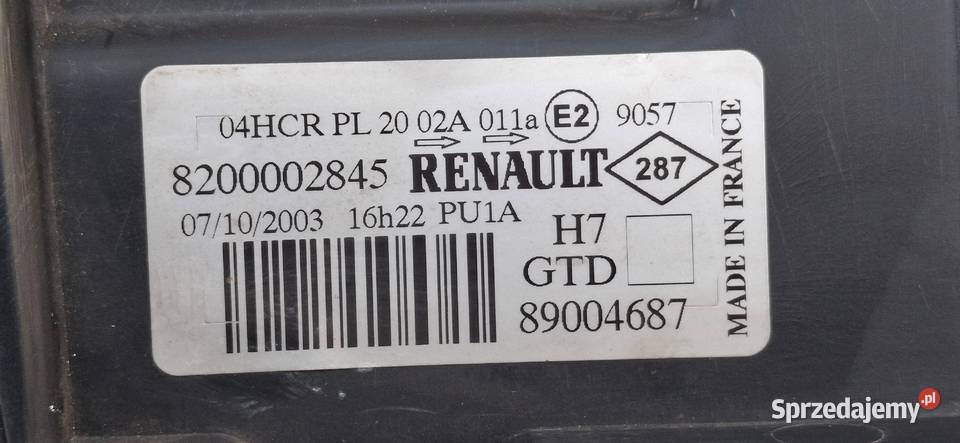 04HCR PL 20 02A 011a E2 9057
8200002845 RENAULT 287
07/10/2003 16h22 PU1A
H7
GTD
89004687
MADE IN FRANCE
Sprzedajemy.pl